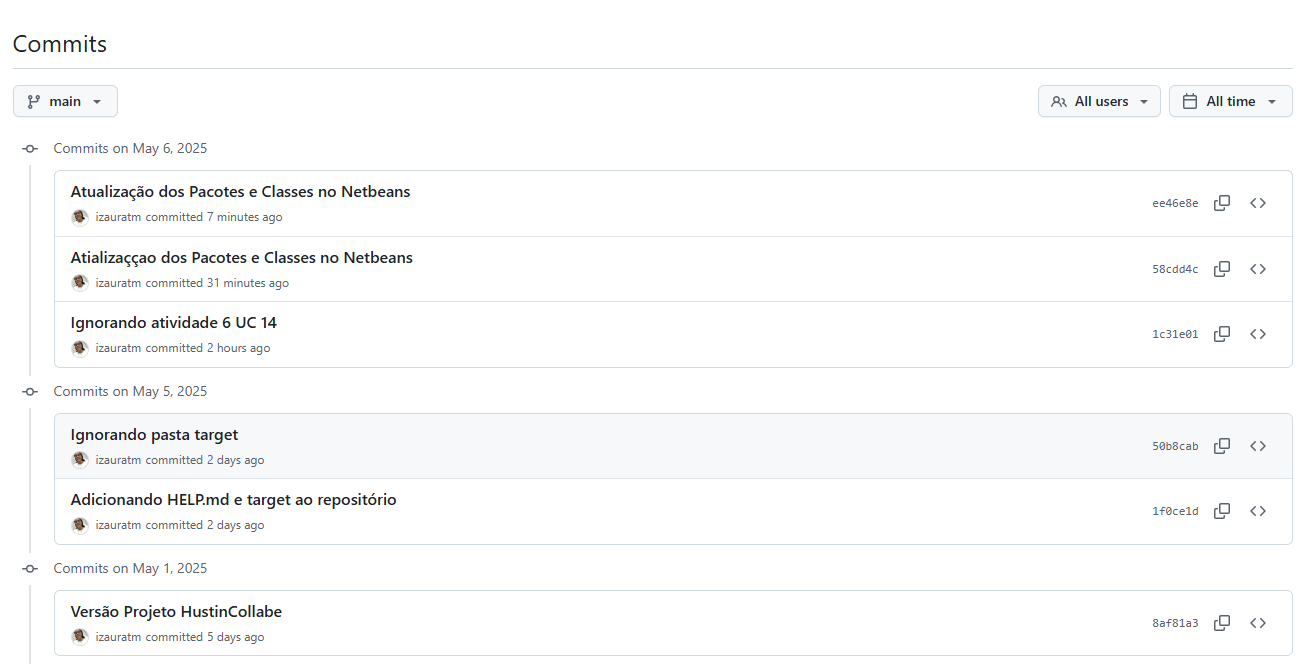 Commits
main
All users
All time
Commits on May 6, 2025
Atualização dos Pacotes e Classes no Netbeans
ee46e8e
izauratm committed 7 minutes ago
Atializaççao dos Pacotes e Classes no Netbeans
58cdd4c
izauratm committed 31 minutes ago
Ignorando atividade 6 UC 14
1c31e01
izauratm committed 2 hours ago
Commits on May 5, 2025
Ignorando pasta target
50b8cab
izauratm committed 2 days ago
Adicionando HELP.md e target ao repositório
1f0ce1d
izauratm committed 2 days ago
Commits on May 1, 2025
Versão Projeto HustinCollabe
8af81a3
izauratm committed 5 days ago